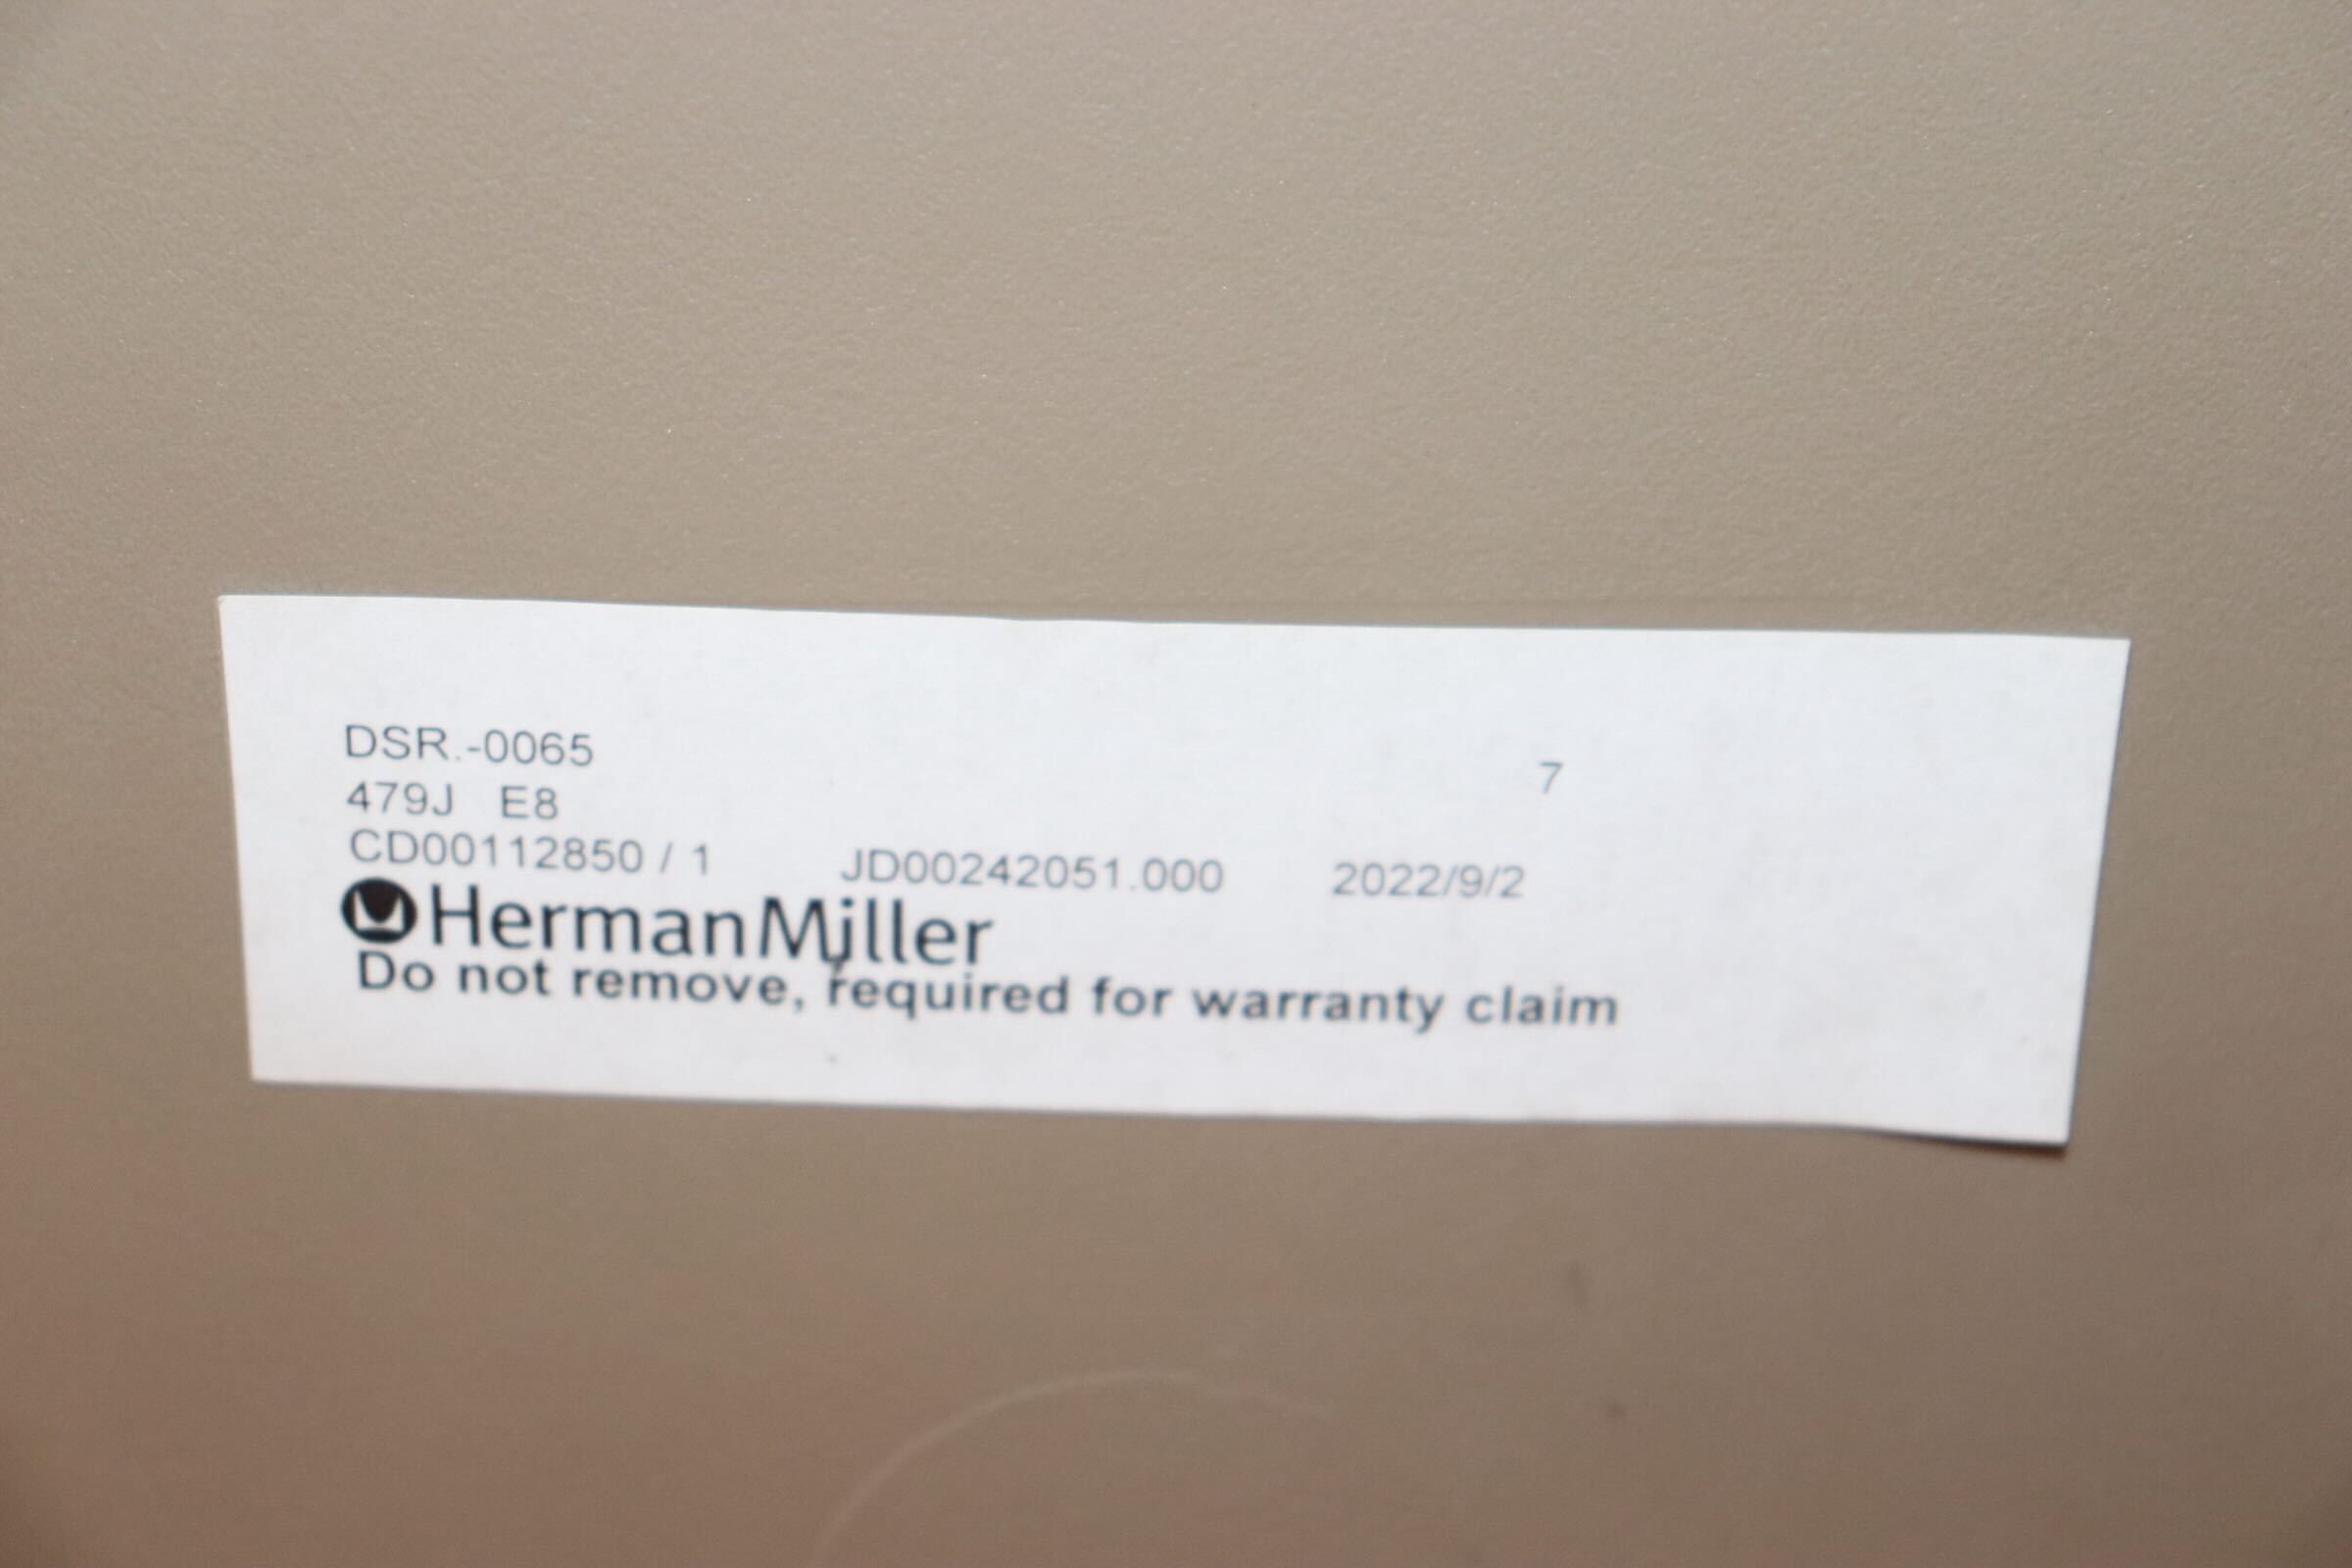 DSR.-0065
7
479J E8
CD00112850 / 1 JD00242051.000 2022/9/2
HermanMiller
Do not remove, required for warranty claim